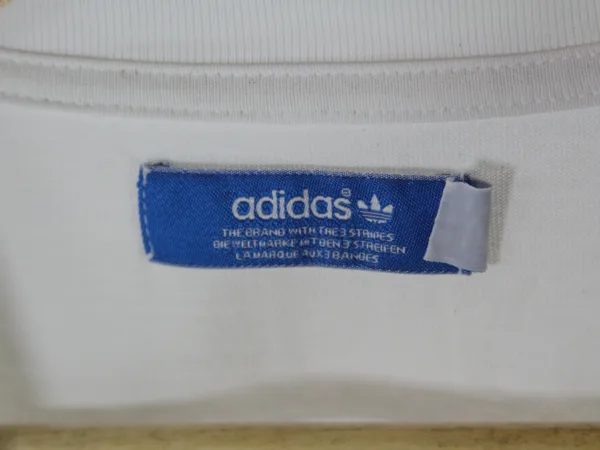 adidas®
THE BRAND WITH THE 3 STRIPES
DIE WELTMARKE MIT DEN 3 STREIFEN
LA MARQUE AUX 3 BANDES